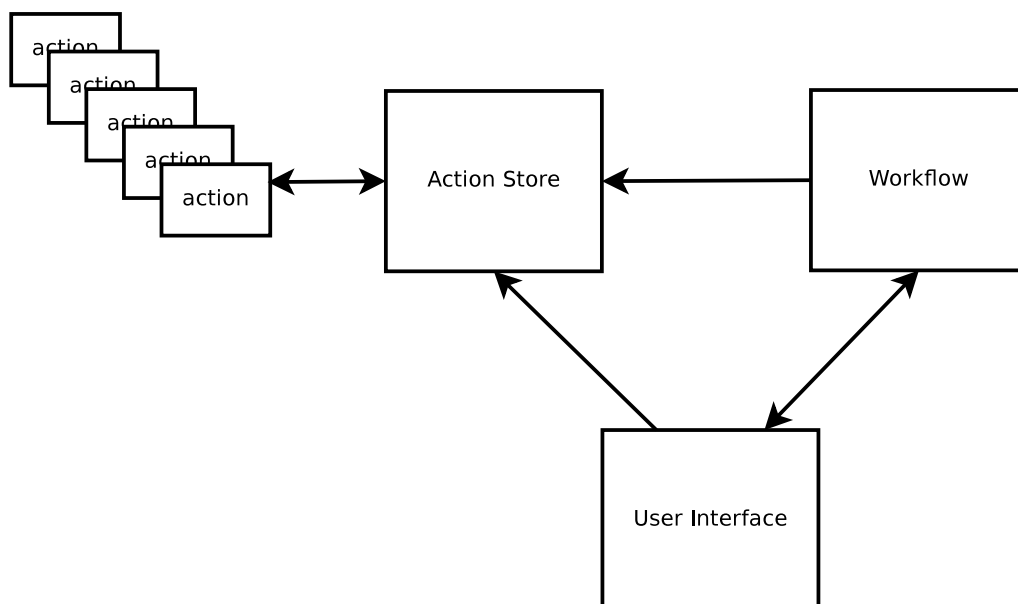 action
action
action
action
action
Action Store
Workflow
User Interface